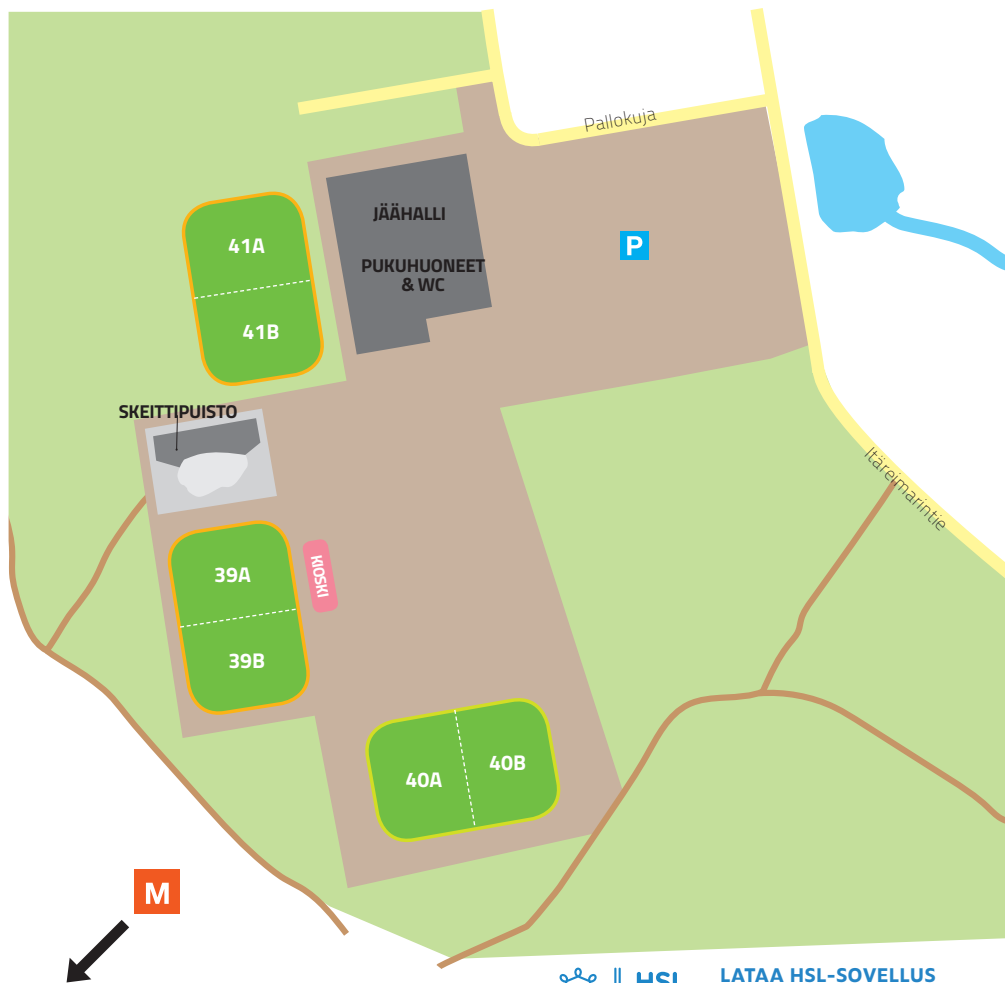 Pallokuja
JÄÄHALLI
PUKUHUONEET
& WC
P
41A
41B
SKEITTIPUISTO
Itäreimarintie
39A
39B
KIOSKI
40A
40B
M
HSL
LATAA HSL-SOVELLUS